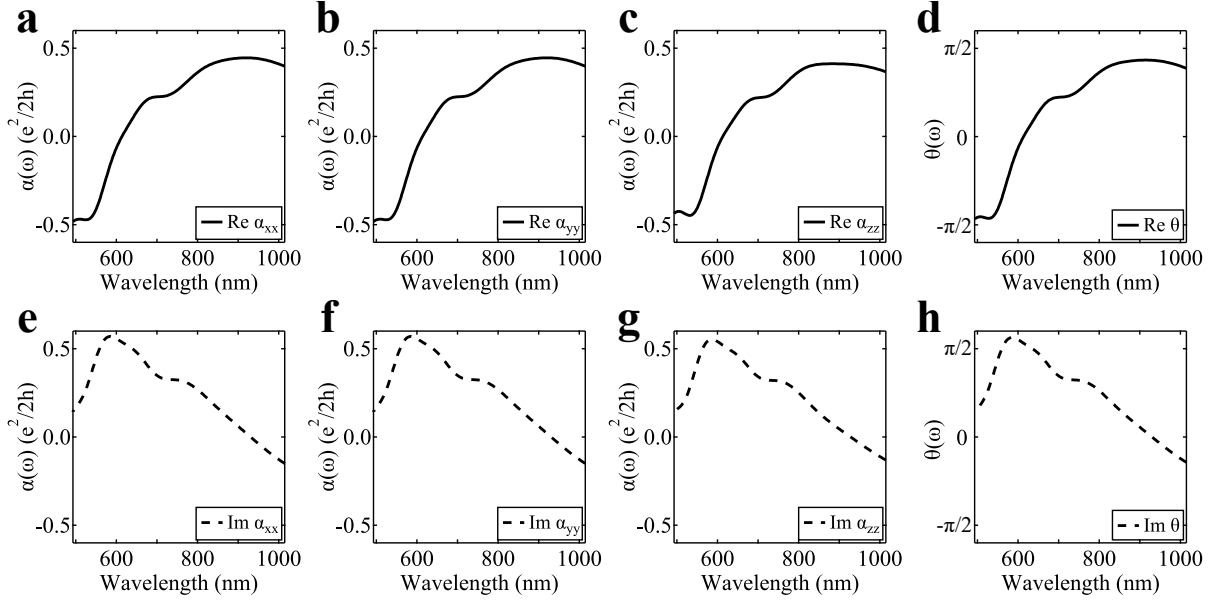 a
α(ω) (e²/2h)
0.5
0.0
-0.5
Re αₓₓ
600 800 1000
Wavelength (nm)
b
α(ω) (e²/2h)
0.5
0.0
-0.5
Re α_yy
600 800 1000
Wavelength (nm)
c
α(ω) (e²/2h)
0.5
0.0
-0.5
Re α_zz
600 800 1000
Wavelength (nm)
d
θ(ω)
π/2
0
-π/2
Re θ
600 800 1000
Wavelength (nm)
e
α(ω) (e²/2h)
0.5
0.0
-0.5
Im αₓₓ
600 800 1000
Wavelength (nm)
f
α(ω) (e²/2h)
0.5
0.0
-0.5
Im α_yy
600 800 1000
Wavelength (nm)
g
α(ω) (e²/2h)
0.5
0.0
-0.5
Im α_zz
600 800 1000
Wavelength (nm)
h
θ(ω)
π/2
0
-π/2
Im θ
600 800 1000
Wavelength (nm)